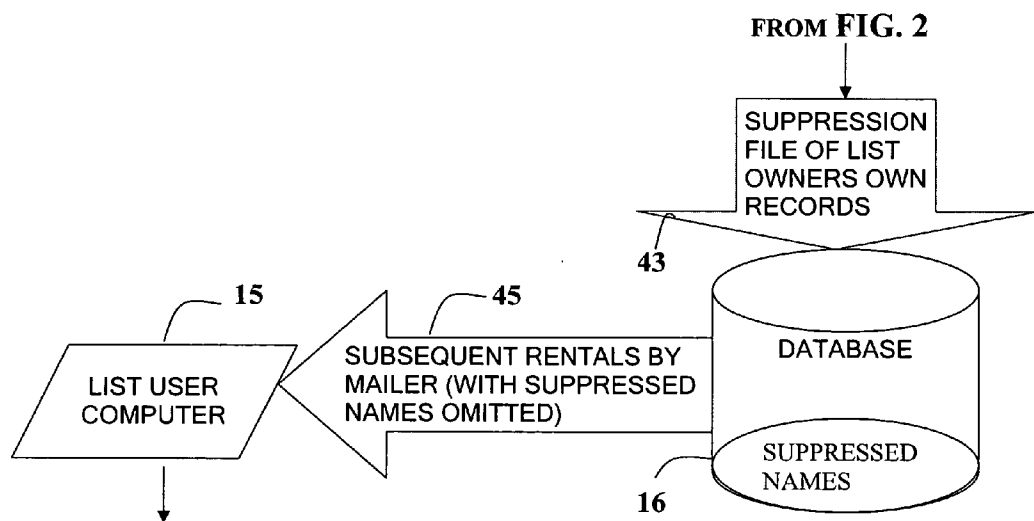 FROM FIG. 2
SUPPRESSION
FILE OF LIST
OWNERS OWN
RECORDS
43
15
45
LIST USER
COMPUTER
SUBSEQUENT RENTALS BY
MAILER (WITH SUPPRESSED
NAMES OMITTED)
DATABASE
SUPPRESSED
NAMES
16